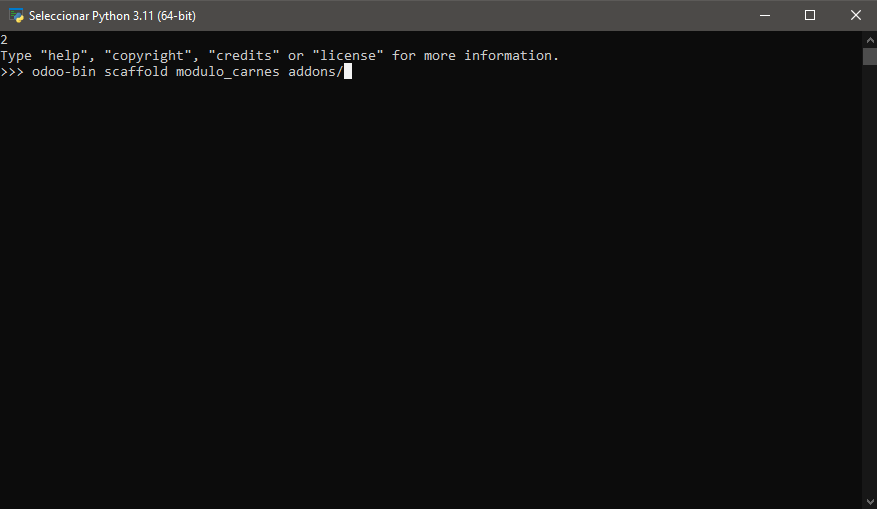 Seleccionar Python 3.11 (64-bit)
2
Type "help", "copyright", "credits" or "license" for more information.
>>> odoo-bin scaffold modulo_carnes addons/